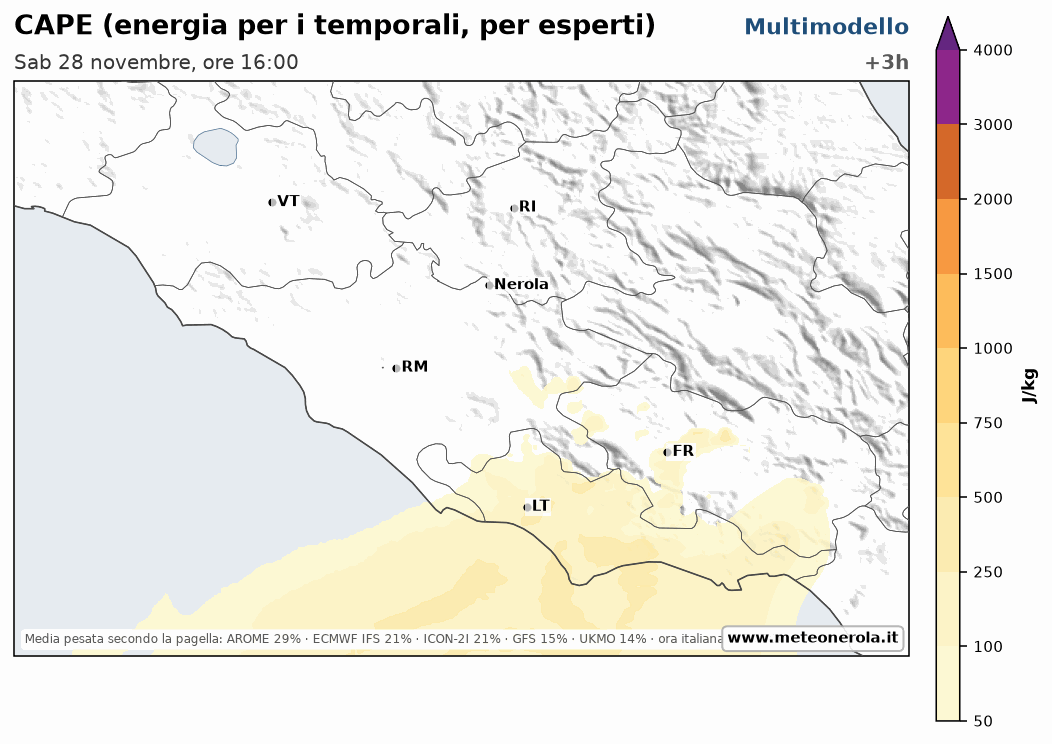 CAPE (energia per i temporali, per esperti)
Multimodello
Sab 28 novembre, ore 16:00
+3h
4000
3000
2000
1500
1000
750
500
250
100
50
J/kg
VT
RI
Nerola
RM
FR
LT
Media pesata secondo la pagella: AROME 29% · ECMWF IFS 21% · ICON-2I 21% · GFS 15% · UKMO 14% · ora italiana
www.meteonerola.it